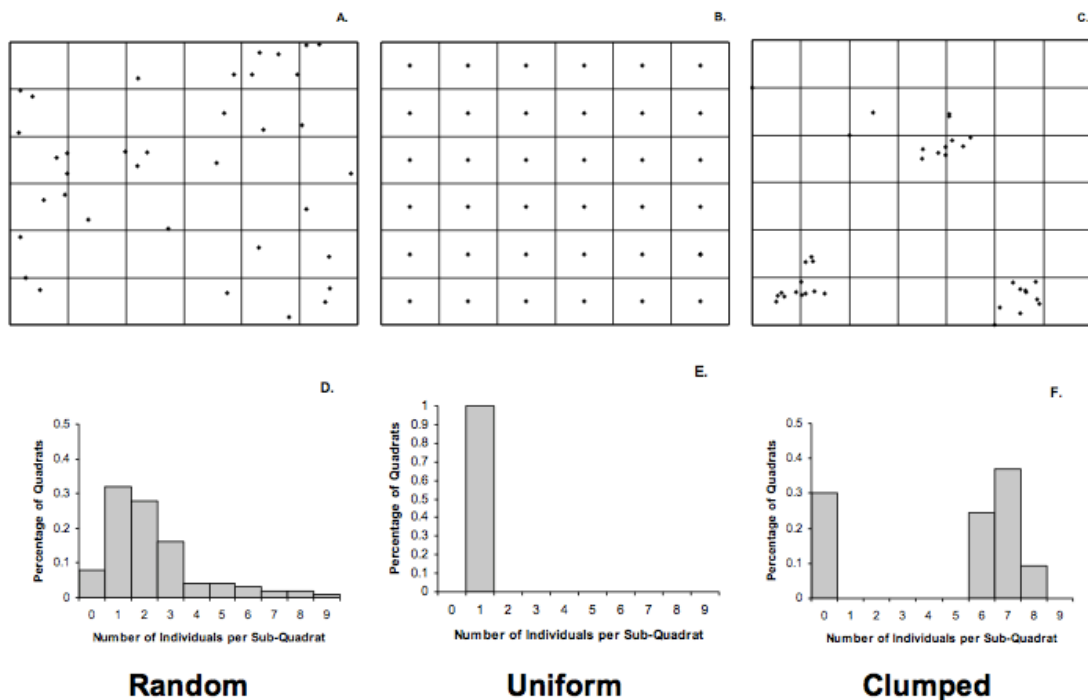 A.
B.
C.
D.
0.5
0.4
0.3
0.2
0.1
0
Percentage of Quadrats
0 1 2 3 4 5 6 7 8 9
Number of Individuals per Sub-Quadrat
E.
1
0.9
0.8
0.7
0.6
0.5
0.4
0.3
0.2
0.1
0
Percentage of Quadrats
0 1 2 3 4 5 6 7 8 9
Number of Individuals per Sub-Quadrat
F.
0.5
0.4
0.3
0.2
0.1
0
Percentage of Quadrats
0 1 2 3 4 5 6 7 8 9
Number of Individuals per Sub-Quadrat
Random
Uniform
Clumped